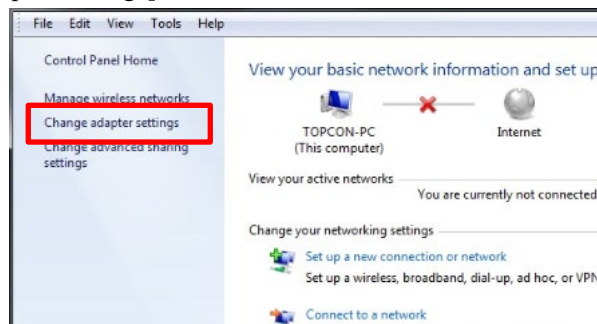 File Edit View Tools Help
Control Panel Home
Manage wireless networks
Change adapter settings
Change advanced sharing
settings
View your basic network information and set up
TOPCON-PC
(This computer)
Internet
View your active networks
You are currently not connected
Change your networking settings
Set up a new connection or network
Set up a wireless, broadband, dial-up, ad hoc, or VPN
Connect to a network